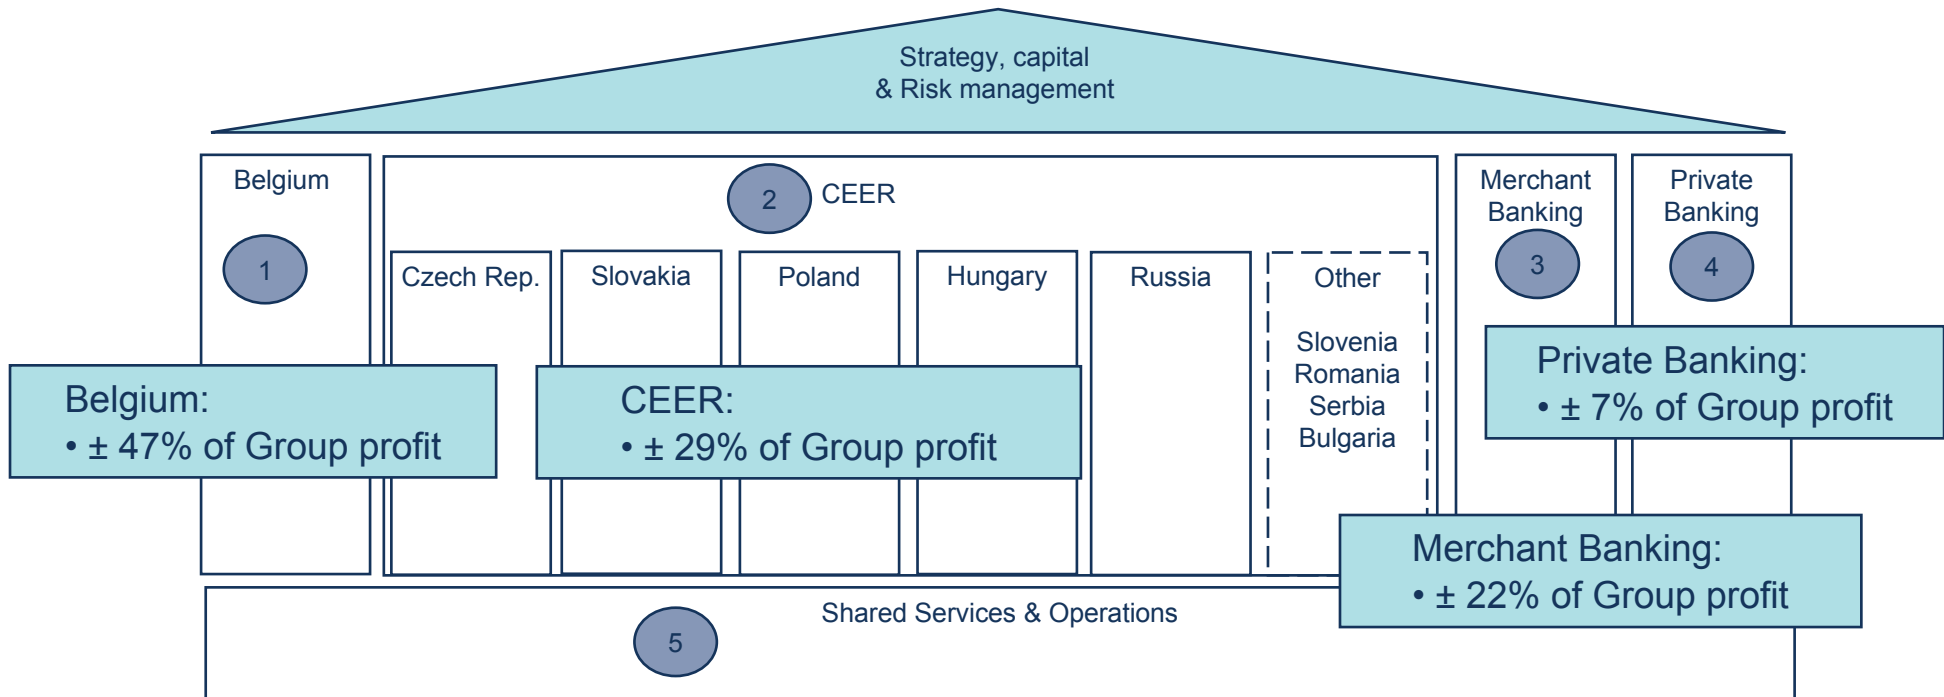 Strategy, capital
& Risk management
Belgium
1
2
CEER
Czech Rep.
Slovakia
Poland
Hungary
Russia
Other
Slovenia
Romania
Serbia
Bulgaria
Merchant
Banking
3
Private
Banking
4
Belgium:
• ± 47% of Group profit
CEER:
• ± 29% of Group profit
Private Banking:
• ± 7% of Group profit
Merchant Banking:
• ± 22% of Group profit
Shared Services & Operations
5